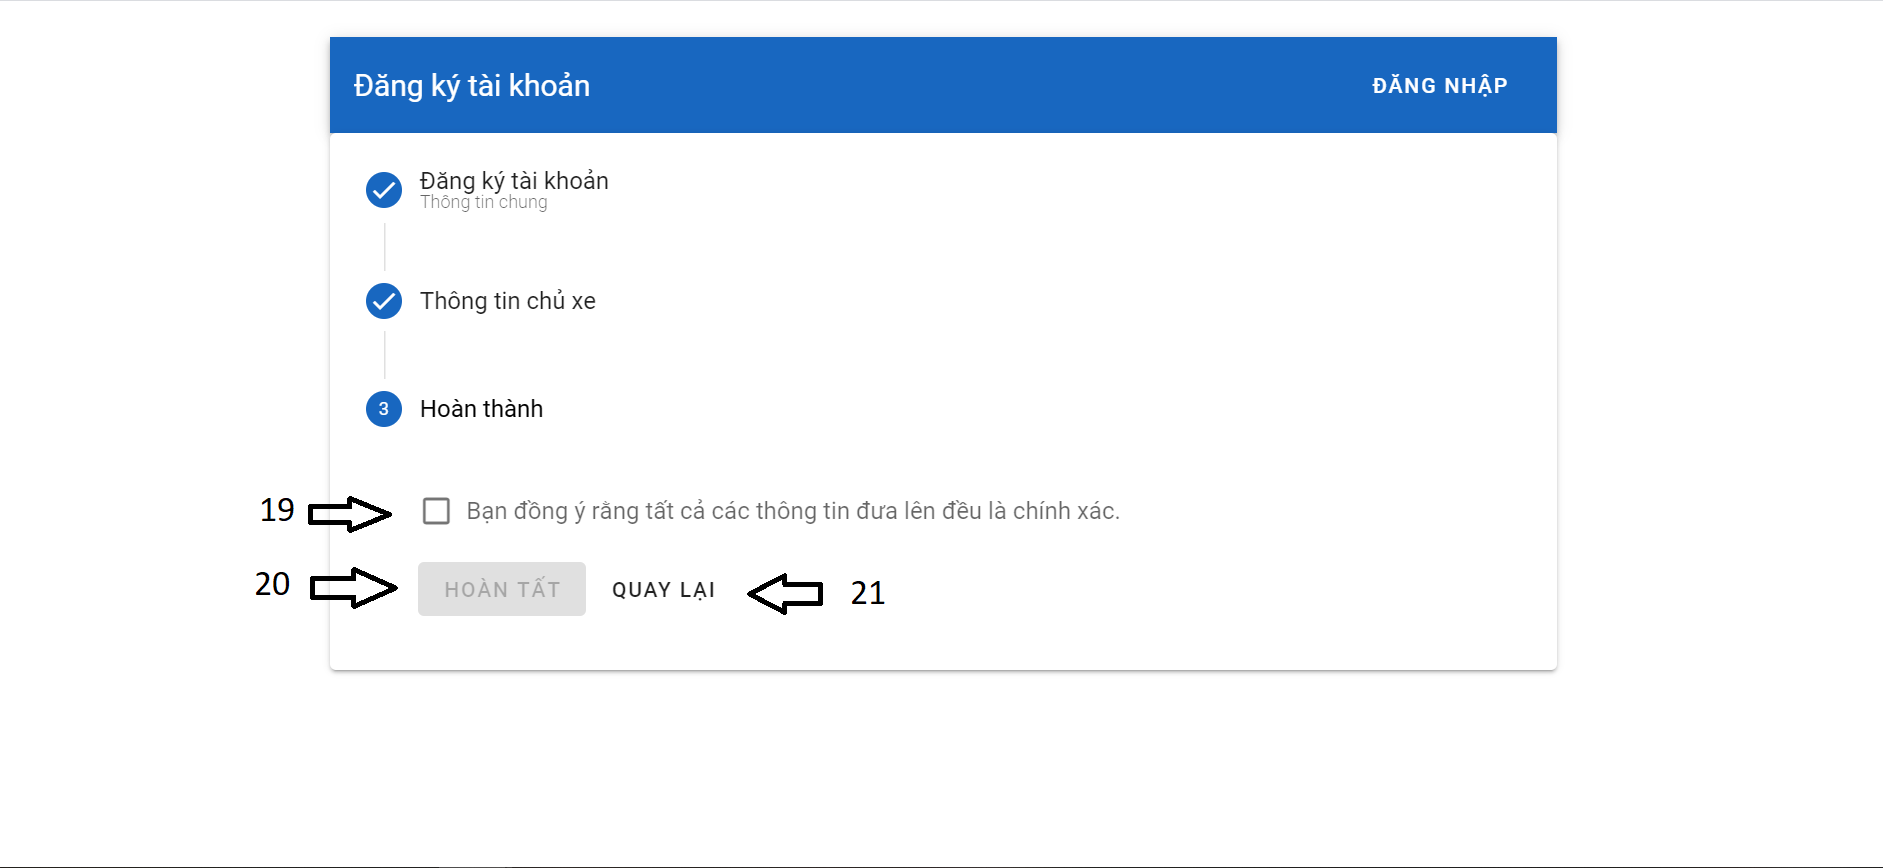 Đăng ký tài khoản ĐĂNG NHẬP
Đăng ký tài khoản
Thông tin chung
Thông tin chủ xe
3 Hoàn thành
19 Bạn đồng ý rằng tất cả các thông tin đưa lên đều là chính xác.
20 HOÀN TẤT QUAY LẠI 21